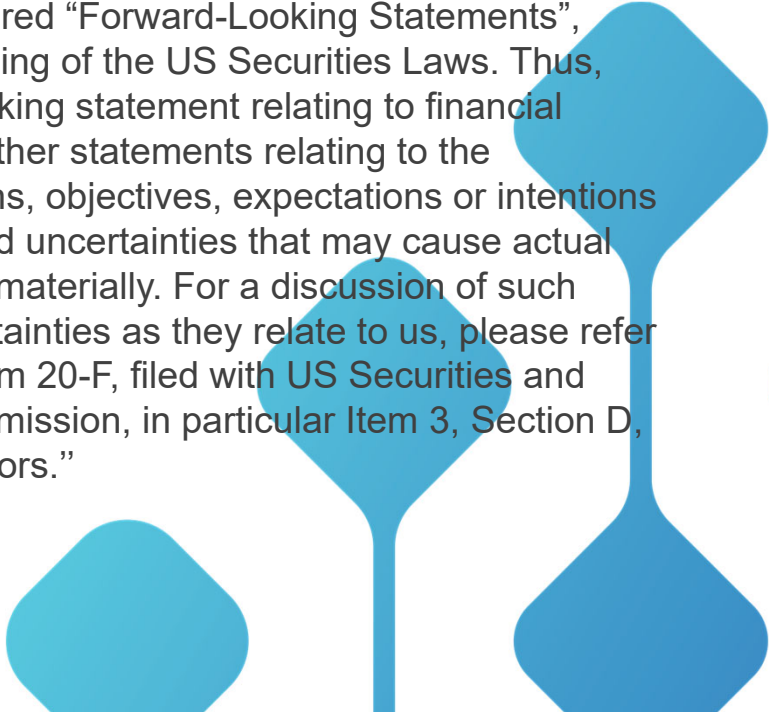 red “Forward-Looking Statements”,
ing of the US Securities Laws. Thus,
king statement relating to financial
ther statements relating to the
ns, objectives, expectations or intentions
d uncertainties that may cause actual
materially. For a discussion of such
tainties as they relate to us, please refer
m 20-F, filed with US Securities and
mission, in particular Item 3, Section D,
ors.’’